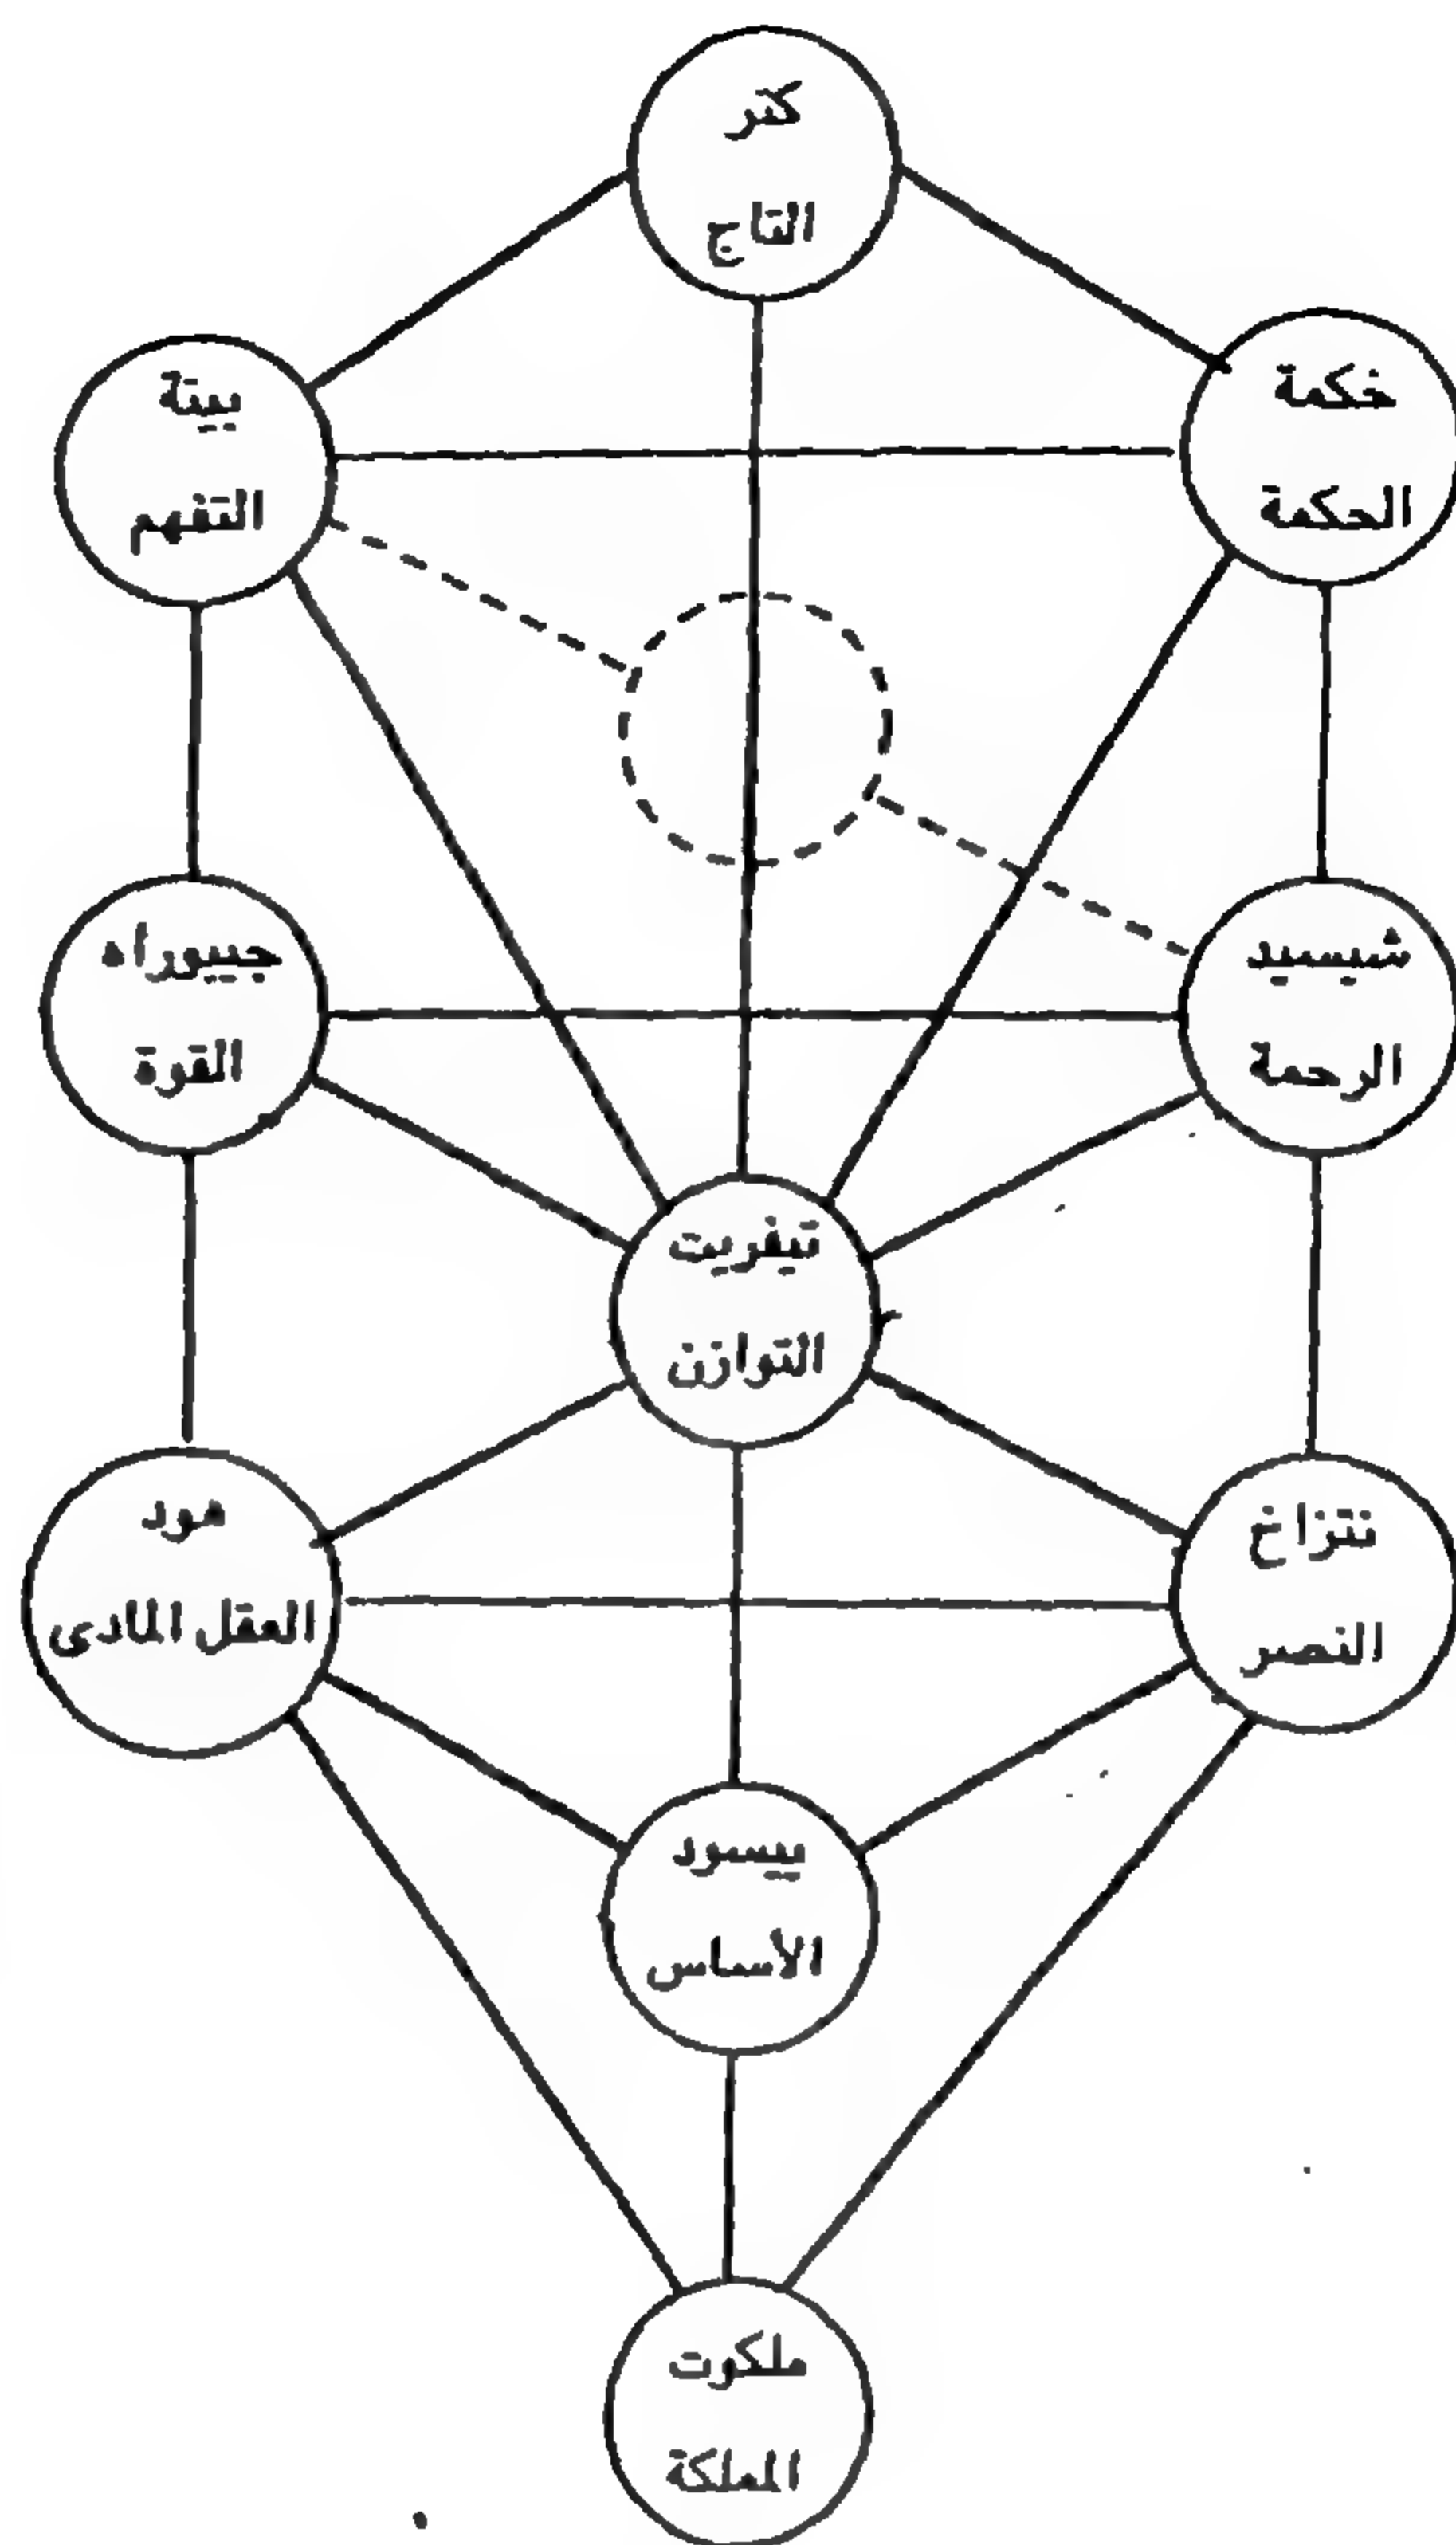 كتر
التاج
خكمة
الحكمة
بينة
التفهم
شيسيد
الرحمة
جيبوراه
القوة
تيفريت
التوازن
نتزاخ
النصر
هود
العقل المادى
ييسود
الأساس
ملكوت
المملكة